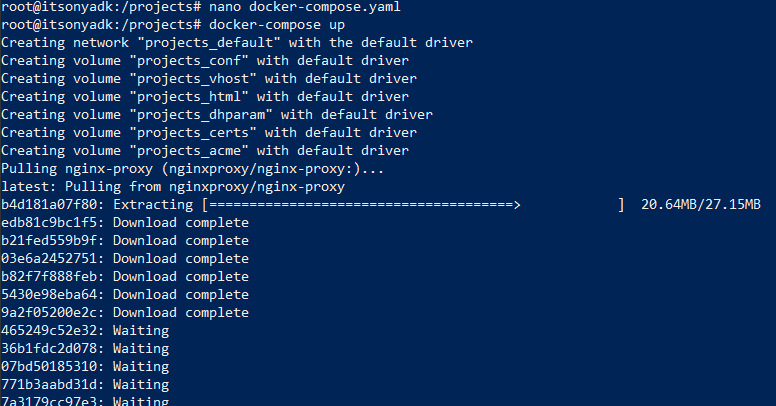 root@itsonyadk:/projects# nano docker-compose.yaml
root@itsonyadk:/projects# docker-compose up
Creating network "projects_default" with the default driver
Creating volume "projects_conf" with default driver
Creating volume "projects_vhost" with default driver
Creating volume "projects_html" with default driver
Creating volume "projects_dhparam" with default driver
Creating volume "projects_certs" with default driver
Creating volume "projects_acme" with default driver
Pulling nginx-proxy (nginxproxy/nginx-proxy:)...
latest: Pulling from nginxproxy/nginx-proxy
b4d181a07f80: Extracting [======================================>            ]  20.64MB/27.15MB
edb81c9bc1f5: Download complete
b21fed559b9f: Download complete
03e6a2452751: Download complete
b82f7f888feb: Download complete
5430e98eba64: Download complete
9a2f05200e2c: Download complete
465249c52e32: Waiting
36b1fdc2d078: Waiting
07bd50185310: Waiting
771b3aabd31d: Waiting
7a3179cc97e3: Waiting